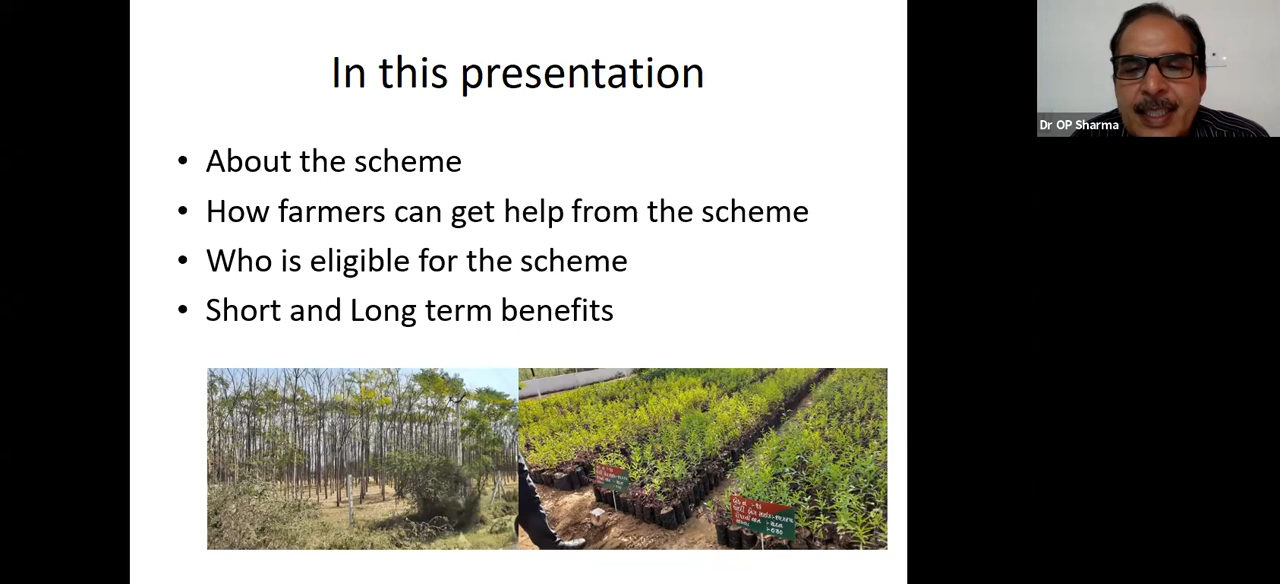 In this presentation
• About the scheme
• How farmers can get help from the scheme
• Who is eligible for the scheme
• Short and Long term benefits
Dr OP Sharma